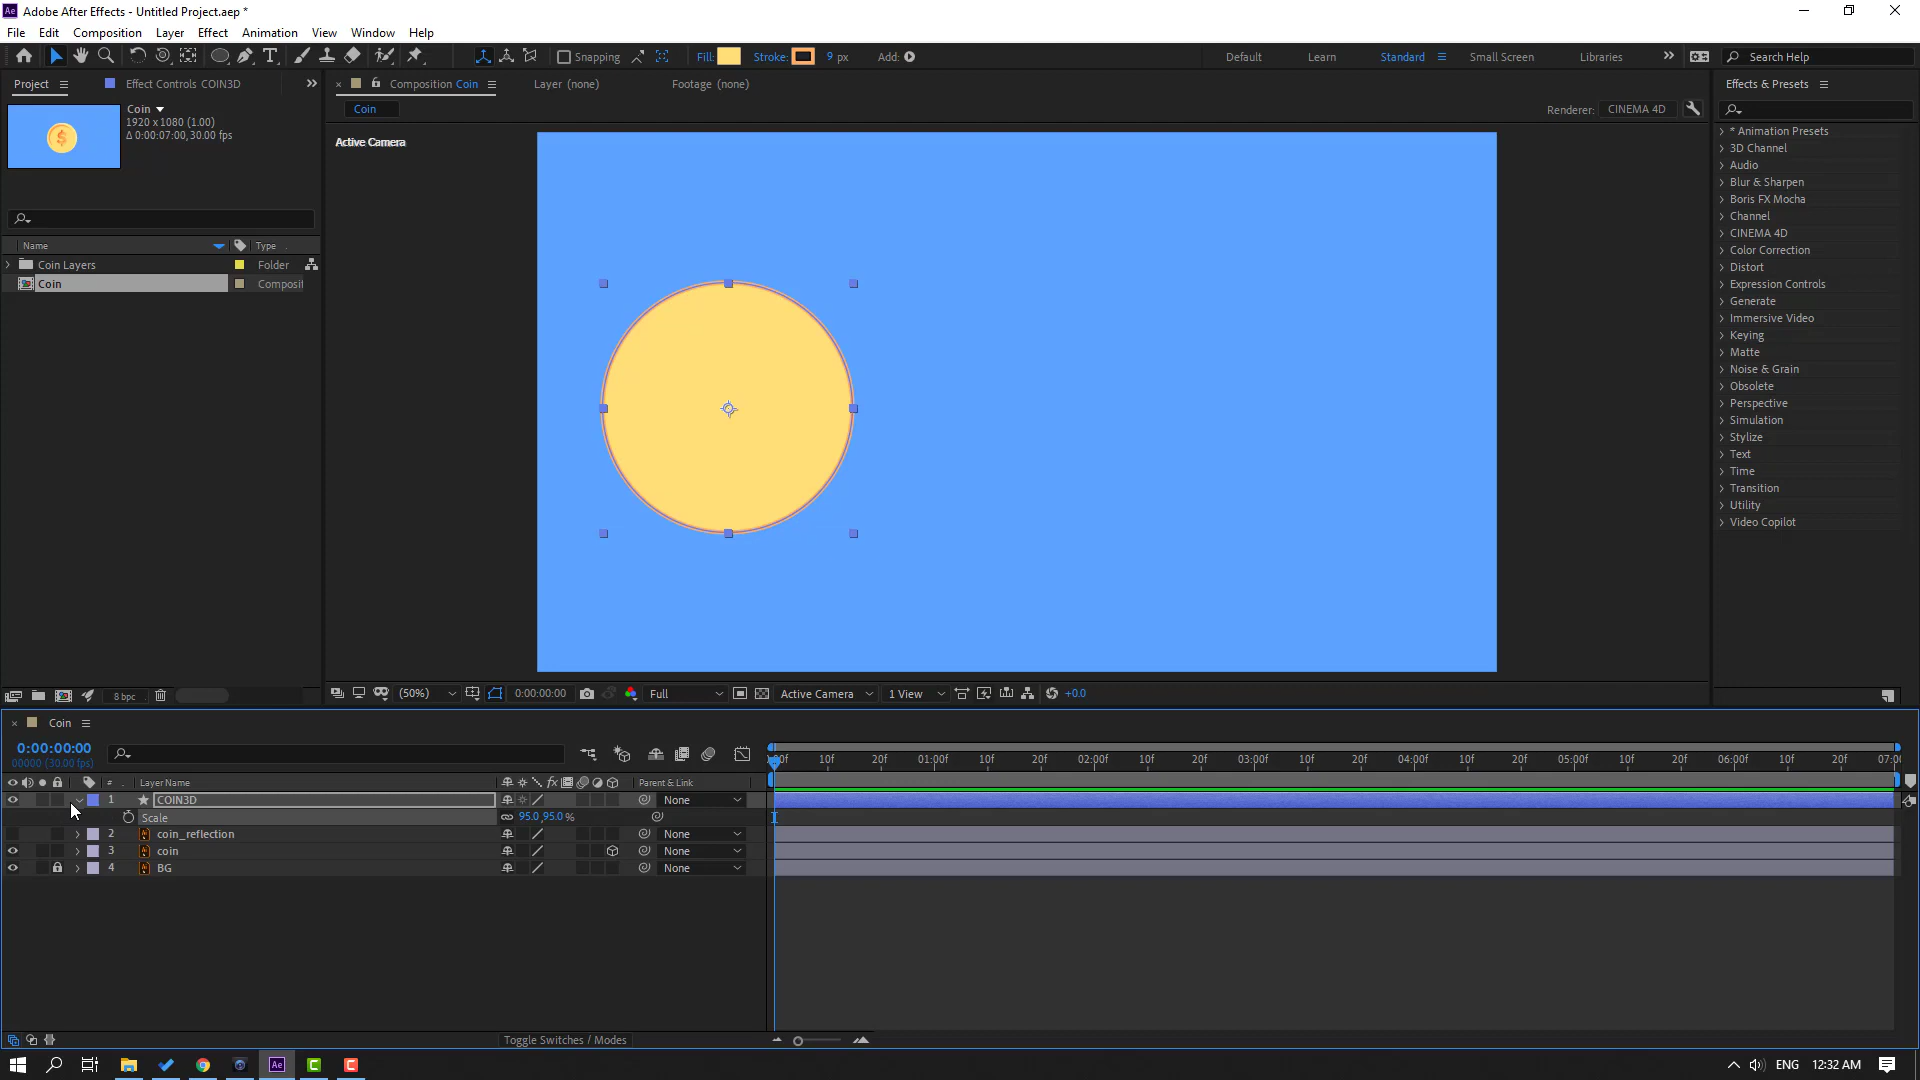 Ae Adobe After Effects - Untitled Project.aep *
File Edit Composition Layer Effect Animation View Window Help
Snapping Fill: Stroke: 9 px Add: Default Learn Standard Small Screen Libraries Search Help
Project Effect Controls COIN3D
Composition Coin Layer (none) Footage (none)
Effects & Presets
Coin
1920 x 1080 (1.00)
Δ 0:00:07:00, 30.00 fps
Coin
Renderer: CINEMA 4D
Active Camera
Name Type
Coin Layers Folder
Coin Composit
* Animation Presets
3D Channel
Audio
Blur & Sharpen
Boris FX Mocha
Channel
CINEMA 4D
Color Correction
Distort
Expression Controls
Generate
Immersive Video
Keying
Matte
Noise & Grain
Obsolete
Perspective
Simulation
Stylize
Text
Time
Transition
Utility
Video Copilot
8 bpc
(50%) 0:00:00:00 Full Active Camera 1 View +0.0
Coin
0:00:00:00
00000 (30.00 fps)
:00f 10f 20f 01:00f 10f 20f 02:00f 10f 20f 03:00f 10f 20f 04:00f 10f 20f 05:00f 10f 20f 06:00f 10f 20f 07:0
# Layer Name Parent & Link
1 COIN3D None
Scale 95.0,95.0%
2 coin_reflection None
3 coin None
4 BG None
Toggle Switches / Modes
Ae ENG 12:32 AM